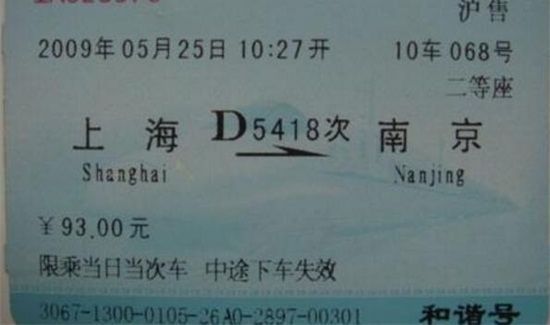 沪售
2009年05月25日10:27开 10车068号
二等座
上海 D5418次 南京
Shanghai Nanjing
¥93.00元
限乘当日当次车 中途下车失效
3067-1300-0105-26A0-2897-00301 和谐号